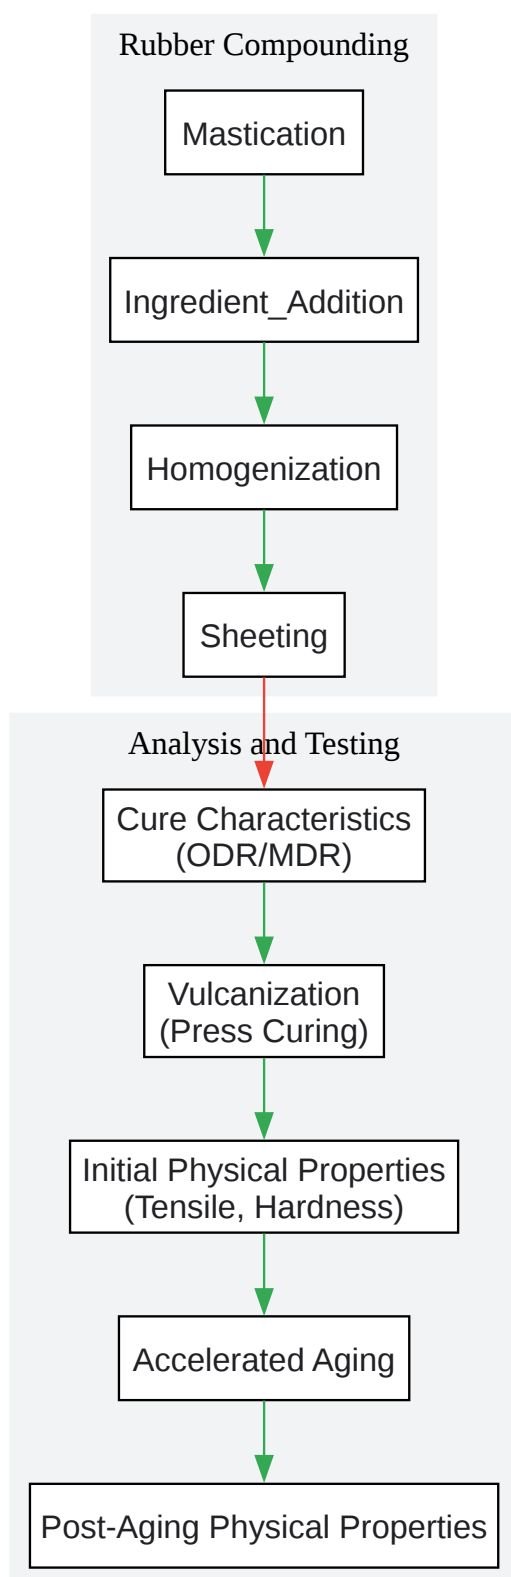 Rubber Compounding
Mastication
Ingredient_Addition
Homogenization
Sheeting
Analysis and Testing
Cure Characteristics
(ODR/MDR)
Vulcanization
(Press Curing)
Initial Physical Properties
(Tensile, Hardness)
Accelerated Aging
Post-Aging Physical Properties